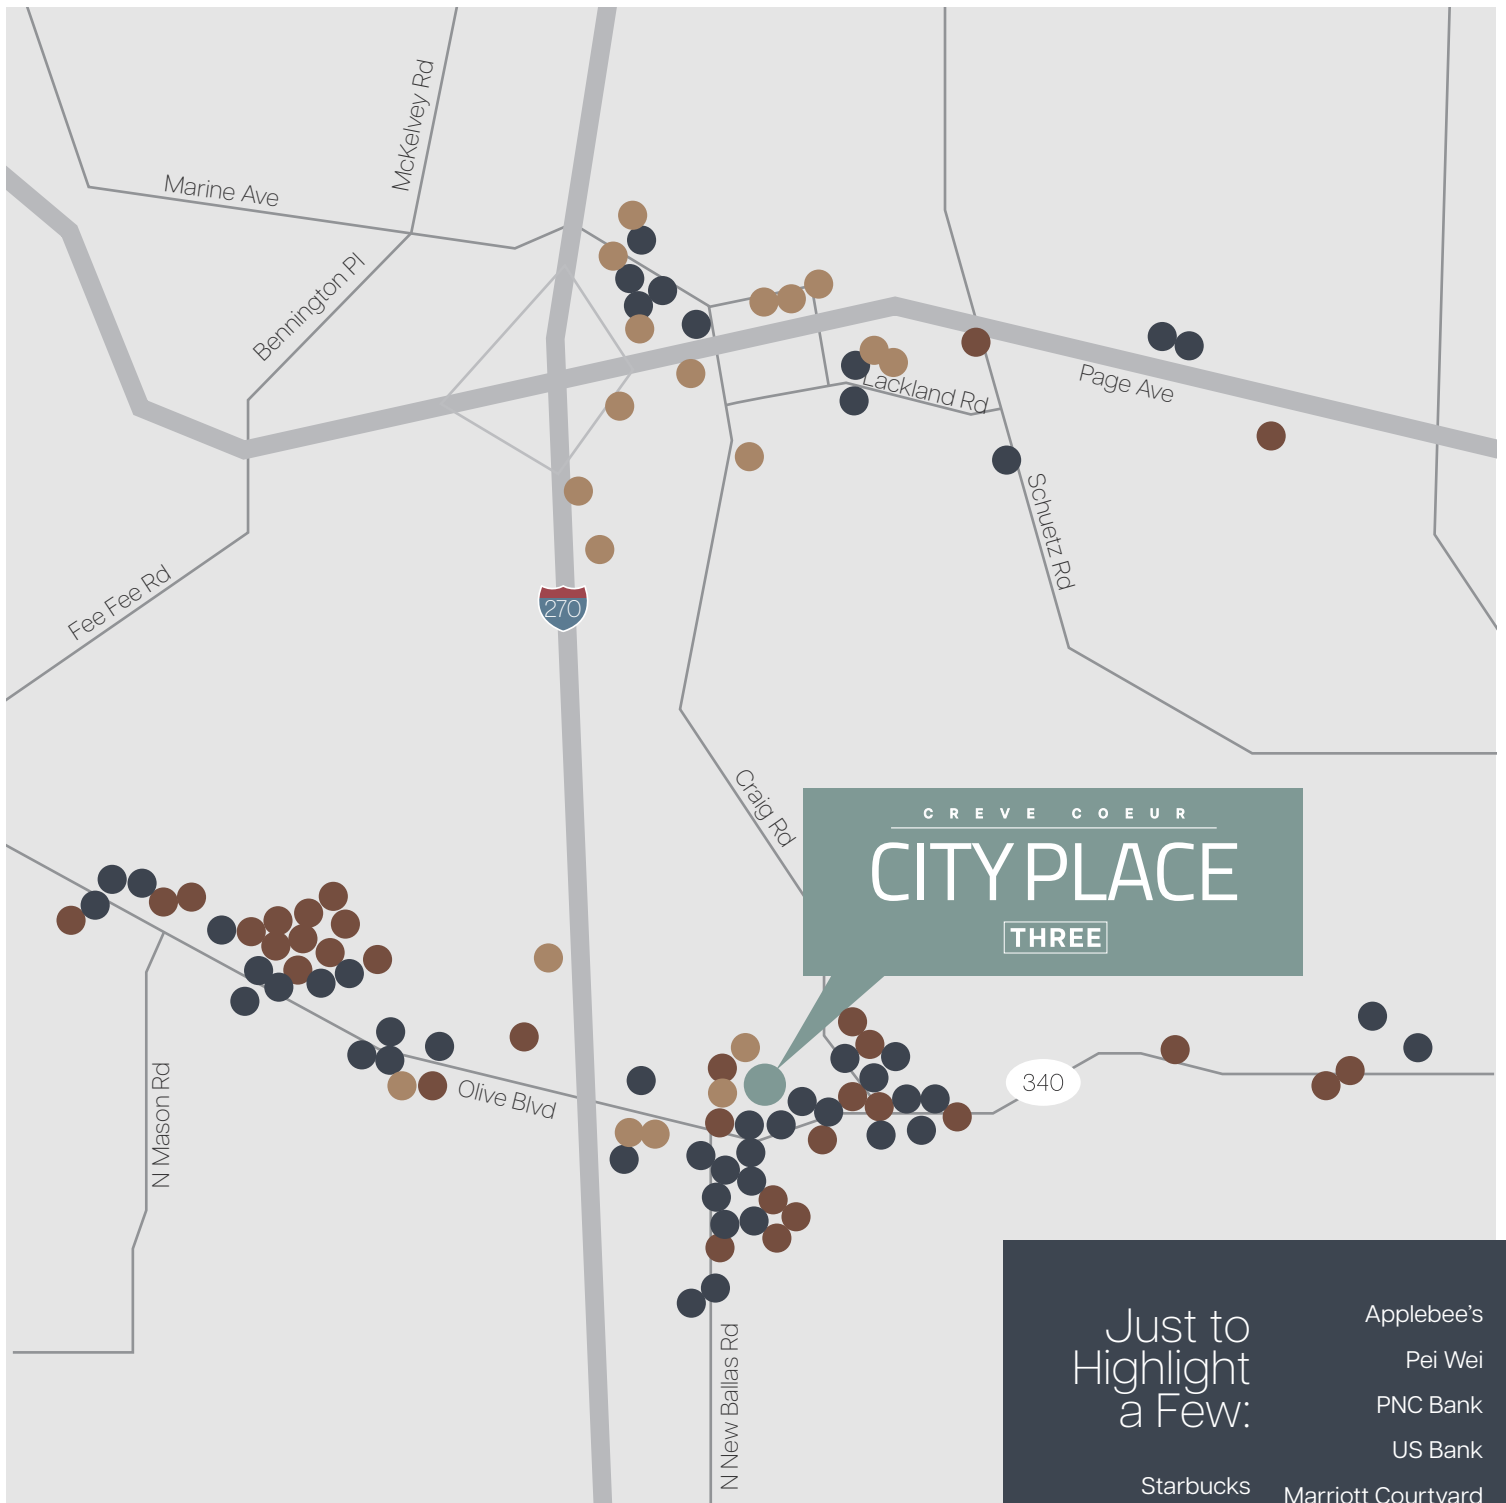 McKelvey Rd
Marine Ave
Bennington Pl
Lackland Rd
Page Ave
Schuetz Rd
Fee Fee Rd
270
Craig Rd
CREVE COEUR
CITYPLACE
THREE
340
Olive Blvd
N Mason Rd
N New Ballas Rd
Just to
Highlight
a Few:
Starbucks
Applebee's
Pei Wei
PNC Bank
US Bank
Marriott Courtyard